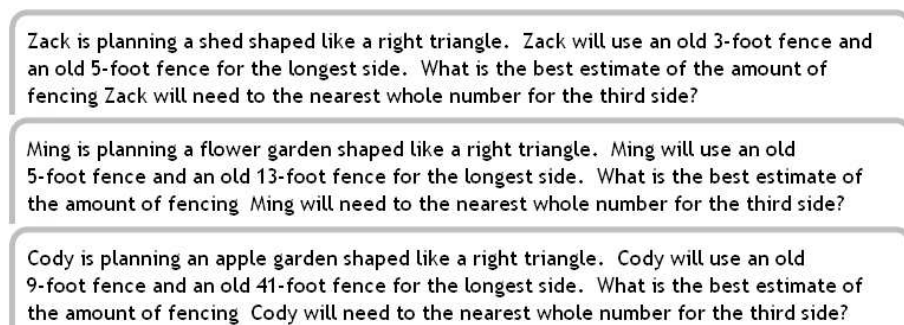 Zack is planning a shed shaped like a right triangle. Zack will use an old 3-foot fence and
an old 5-foot fence for the longest side. What is the best estimate of the amount of
fencing Zack will need to the nearest whole number for the third side?
Ming is planning a flower garden shaped like a right triangle. Ming will use an old
5-foot fence and an old 13-foot fence for the longest side. What is the best estimate of
the amount of fencing Ming will need to the nearest whole number for the third side?
Cody is planning an apple garden shaped like a right triangle. Cody will use an old
9-foot fence and an old 41-foot fence for the longest side. What is the best estimate of
the amount of fencing Cody will need to the nearest whole number for the third side?